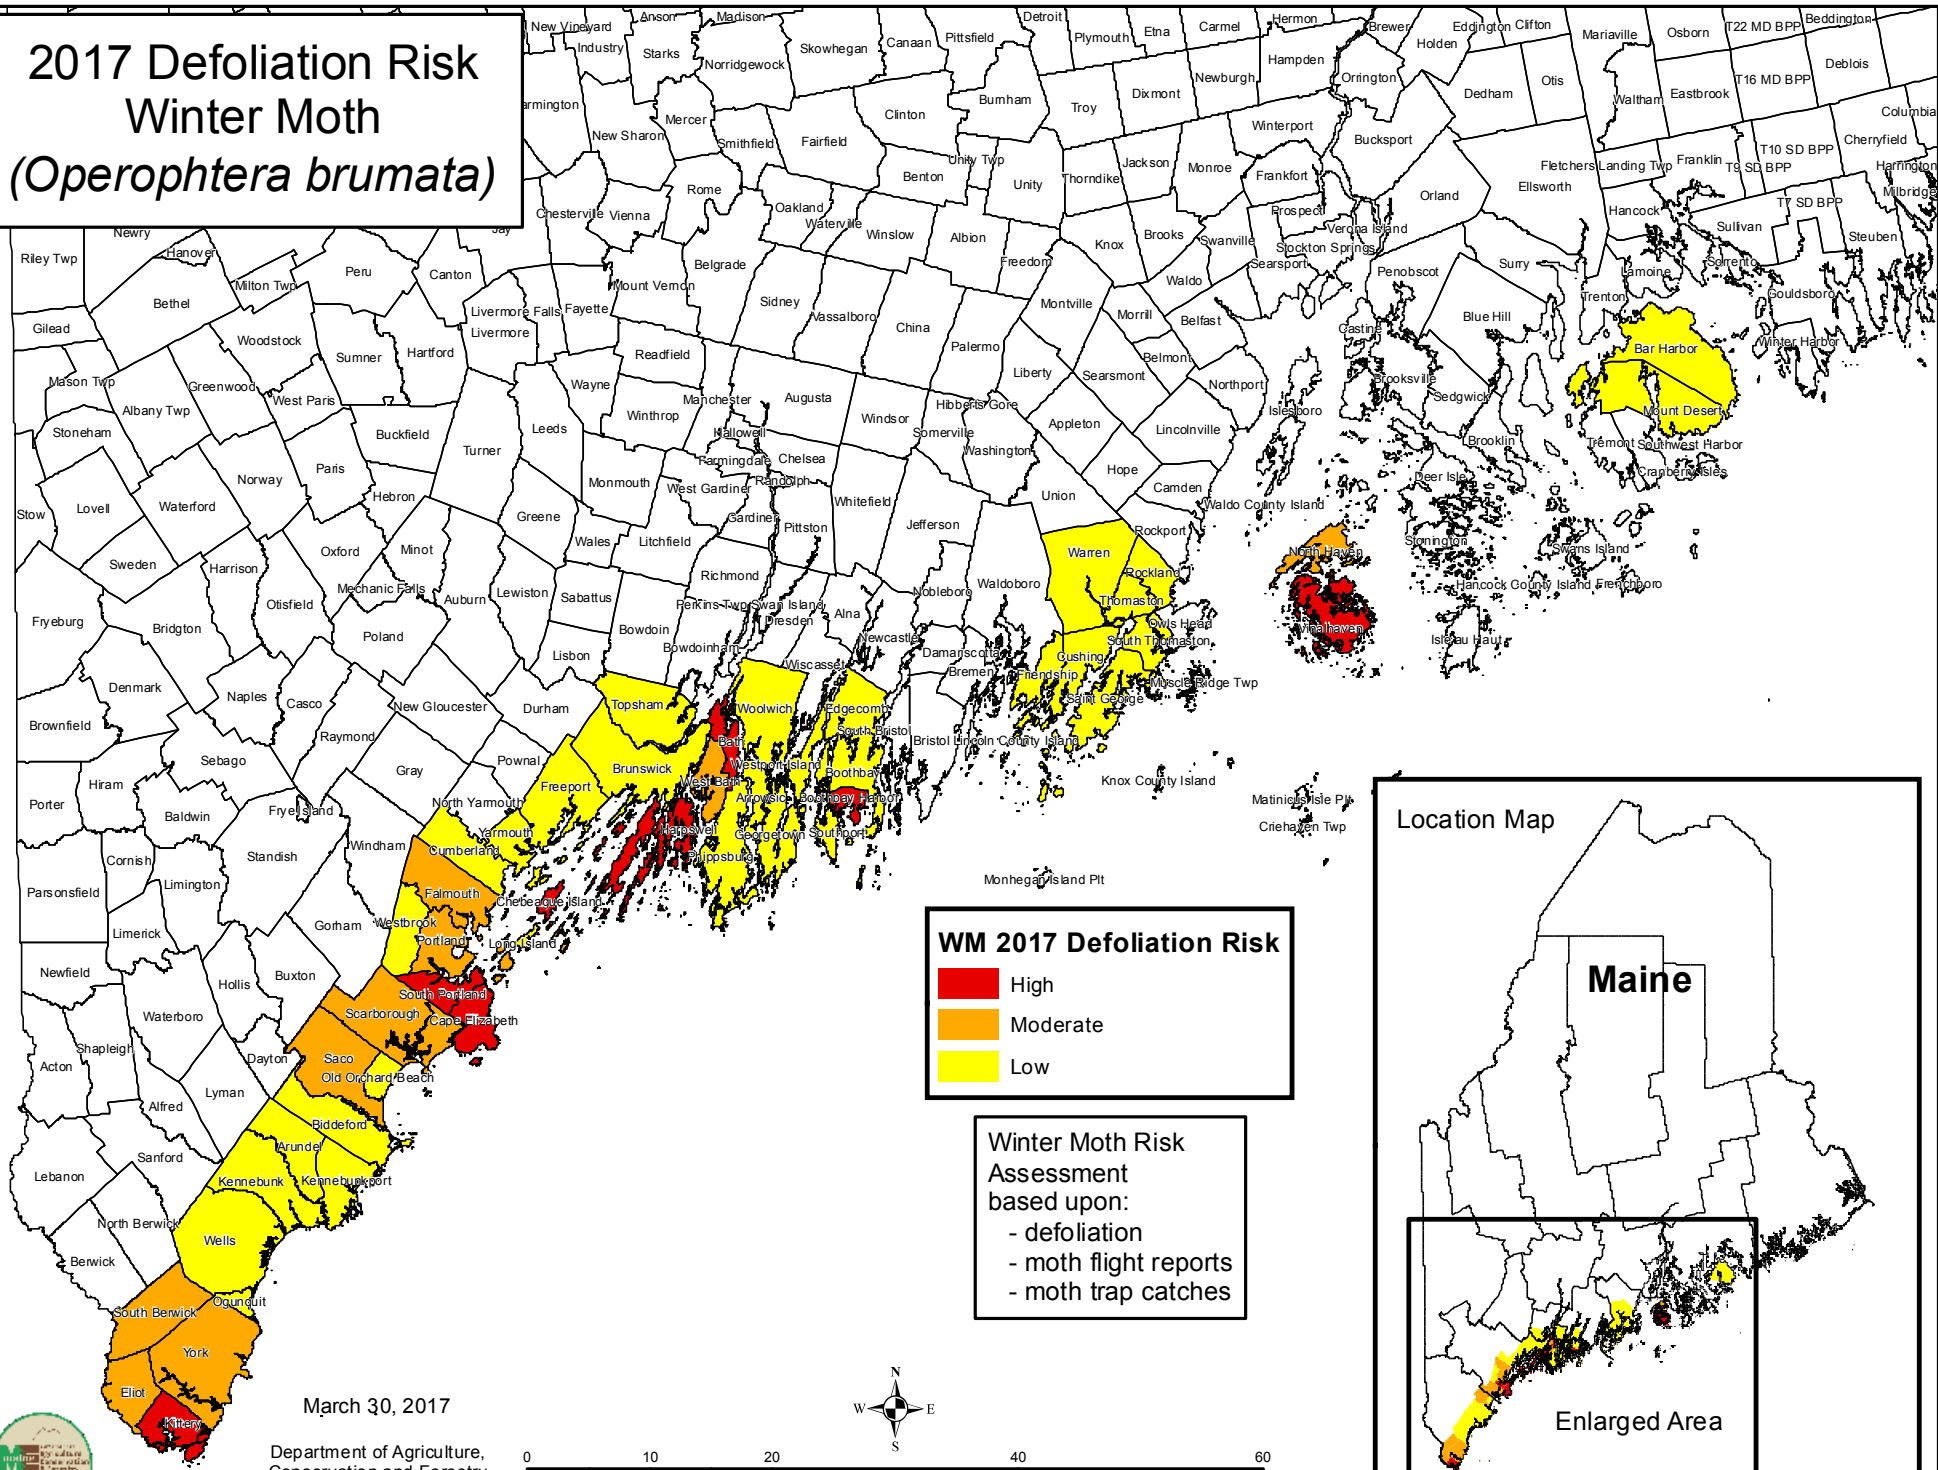 2017 Defoliation Risk
Winter Moth
(Operophtera brumata)
New Vineyard
Anson
Madison
Detroit
Hermon
Brewer
Eddington
Clifton
Mariaville
Osborn
T22 MD BPP
Beddington
Industry
Starks
Norridgewock
Skowhegan
Canaan
Pittsfield
Plymouth
Etna
Carmel
Hampden
Holden
Deblois
Newburgh
Orrington
Dedham
Otis
Waltham
Eastbrook
T16 MD BPP
Columbia
Mercer
Clinton
Burnham
Troy
Dixmont
New Sharon
Smithfield
Fairfield
Winterport
Bucksport
Cherryfield
T10 SD BPP
Unity Twp
Jackson
Monroe
Fletchers Landing Twp
Franklin
T9 SD BPP
Harrington
Benton
Unity
Thorndike
Frankfort
Ellsworth
Milbridge
Rome
Orland
T7 SD BPP
Chesterville
Vienna
Oakland
Waterville
Winslow
Albion
Knox
Brooks
Swanville
Prospect
Verona Island
Hancock
Sullivan
Steuben
Newry
Hanover
Jay
Stockton Springs
Riley Twp
Peru
Canton
Belgrade
Freedom
Searsport
Penobscot
Surry
Lamoine
Sorrento
Bethel
Milton Twp
Mount Vernon
Waldo
Trenton
Gouldsboro
Livermore Falls
Fayette
Sidney
Vassalboro
Montville
Morrill
Belfast
Blue Hill
Gilead
Woodstock
Livermore
China
Castine
Winter Harbor
Sumner
Hartford
Readfield
Palermo
Belmont
Bar Harbor
Mason Twp
Greenwood
West Paris
Wayne
Manchester
Augusta
Liberty
Searsmont
Northport
Brooksville
Sedgwick
Albany Twp
Winthrop
Windsor
Hibberts Gore
Islesboro
Mount Desert
Stoneham
Buckfield
Leeds
Hallowell
Somerville
Appleton
Lincolnville
Brooklin
Tremont
Southwest Harbor
Turner
Farmingdale
Chelsea
Washington
Cranberry Isles
Paris
Norway
Monmouth
West Gardiner
Randolph
Hope
Deer Isle
Hebron
Union
Camden
Waldo County Island
Stow
Lovell
Waterford
Greene
Gardiner
Pittston
Whitefield
Jefferson
Rockport
Wales
Litchfield
Stonington
Swans Island
Oxford
Minot
Warren
North Haven
Sweden
Harrison
Richmond
Waldoboro
Rockland
Hancock County Island
Frenchboro
Mechanic Falls
Auburn
Lewiston
Sabattus
Nobleboro
Thomaston
Otisfield
Perkins Twp Swan Island
Dresden
Alna
Owls Head
Vinalhaven
Fryeburg
Bridgton
Poland
Bowdoin
Newcastle
South Thomaston
Isle au Haut
Lisbon
Bowdoinham
Wiscasset
Damariscotta
Cushing
Bremen
Friendship
Muscle Ridge Twp
Denmark
Naples
Casco
New Gloucester
Durham
Topsham
Woolwich
Edgecomb
Saint George
Brownfield
Raymond
Bath
South Bristol
Bristol
Lincoln County Island
Sebago
Gray
Pownal
Brunswick
West Bath
Westport Island
Boothbay
Knox County Island
Hiram
Freeport
Porter
Baldwin
Frye Island
North Yarmouth
Arrowsic
Boothbay Harbor
Matinicus Isle Plt
Yarmouth
Harpswell
Georgetown
Southport
Criehaven Twp
Windham
Cumberland
Standish
Phippsburg
Cornish
Limington
Parsonsfield
Falmouth
Chebeague Island
Monhegan Island Plt
Gorham
Westbrook
Limerick
Portland
Long Island
Newfield
Hollis
Buxton
South Portland
Waterboro
Scarborough
Cape Elizabeth
Acton
Shapleigh
Dayton
Saco
Old Orchard Beach
Lyman
Alfred
Biddeford
Arundel
Sanford
Lebanon
Kennebunk
Kennebunkport
North Berwick
Wells
Berwick
Ogunquit
South Berwick
York
Eliot
Kittery
WM 2017 Defoliation Risk
High
Moderate
Low
Winter Moth Risk
Assessment
based upon:
- defoliation
- moth flight reports
- moth trap catches
Location Map
Maine
Enlarged Area
March 30, 2017
Department of Agriculture,
Conservation and Forestry
N
W
E
S
0 10 20 40 60